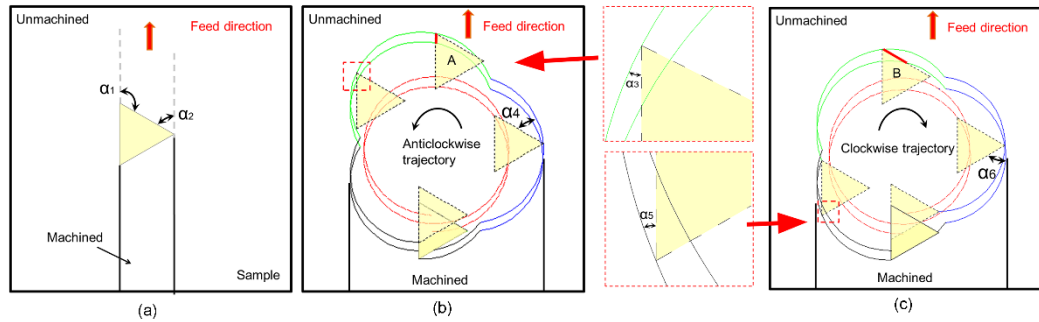 Unmachined
Feed direction
α1
α2
Machined
Sample
(a)
Unmachined
Feed direction
A
α4
Anticlockwise
trajectory
Machined
(b)
α3
α5
Unmachined
Feed direction
B
Clockwise trajectory
α6
Machined
(c)